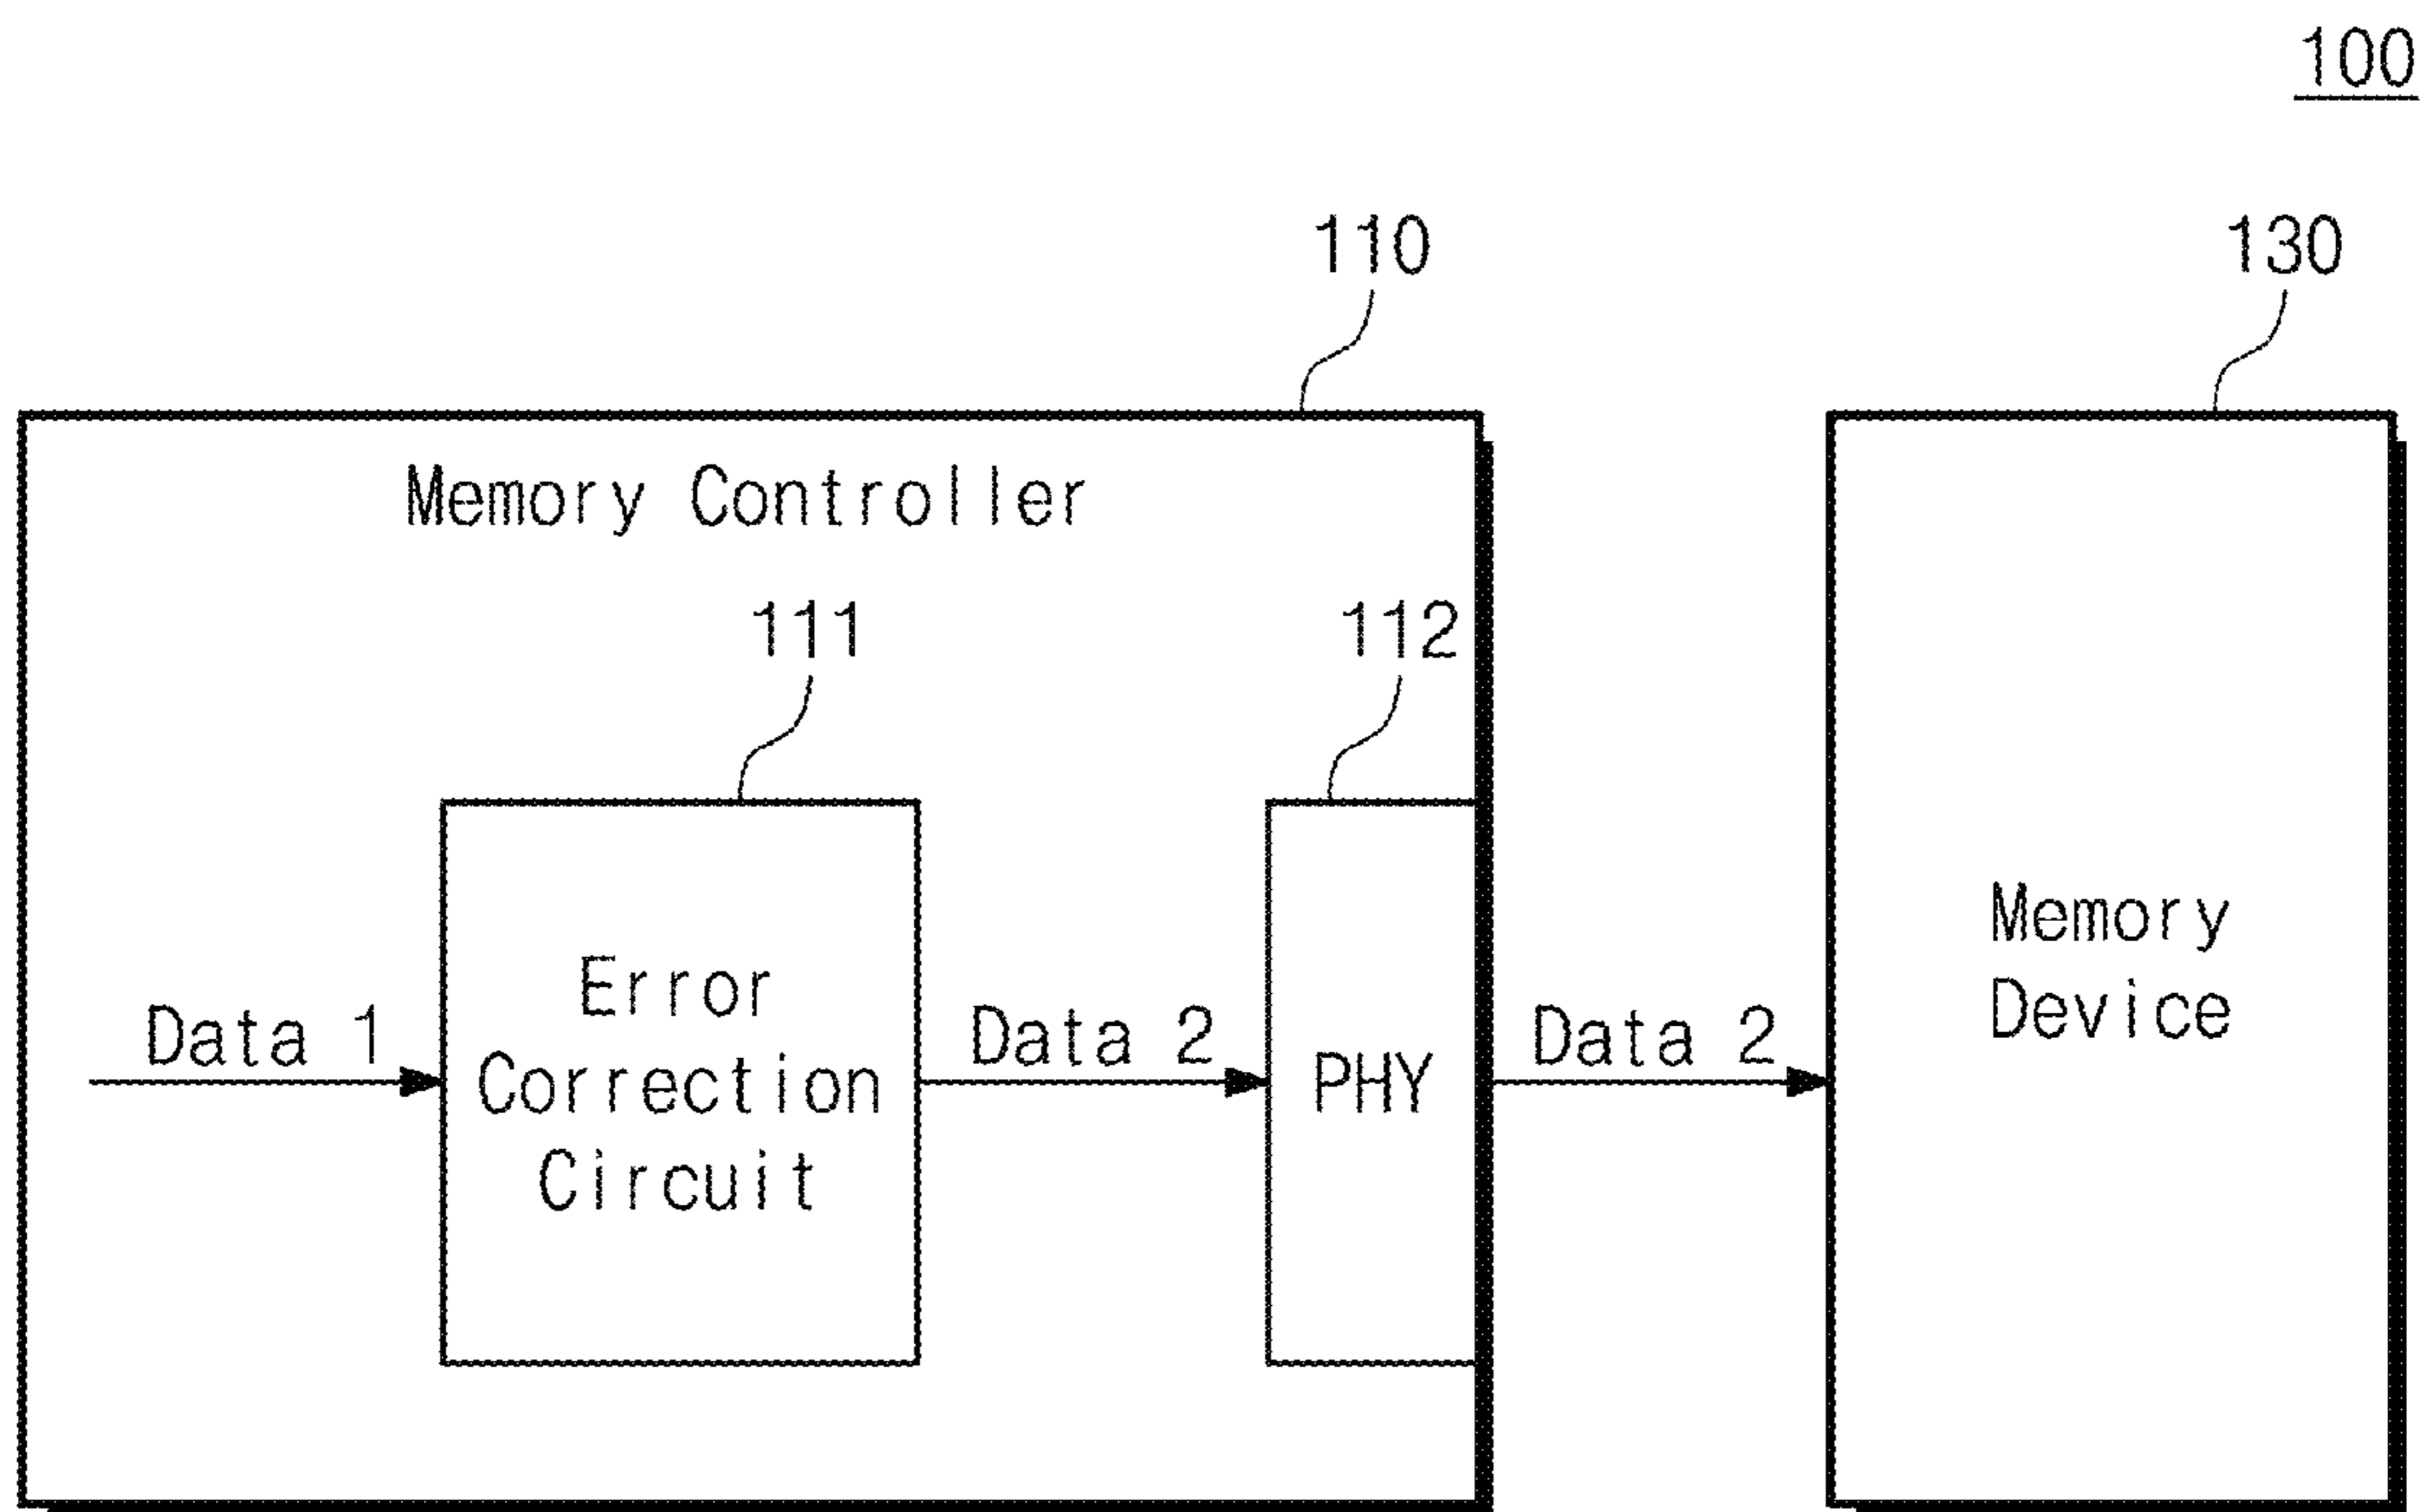 100
110
130
Memory Controller
111
112
Data 1
Error
Correction
Circuit
Data 2
PHY
Data 2
Memory
Device